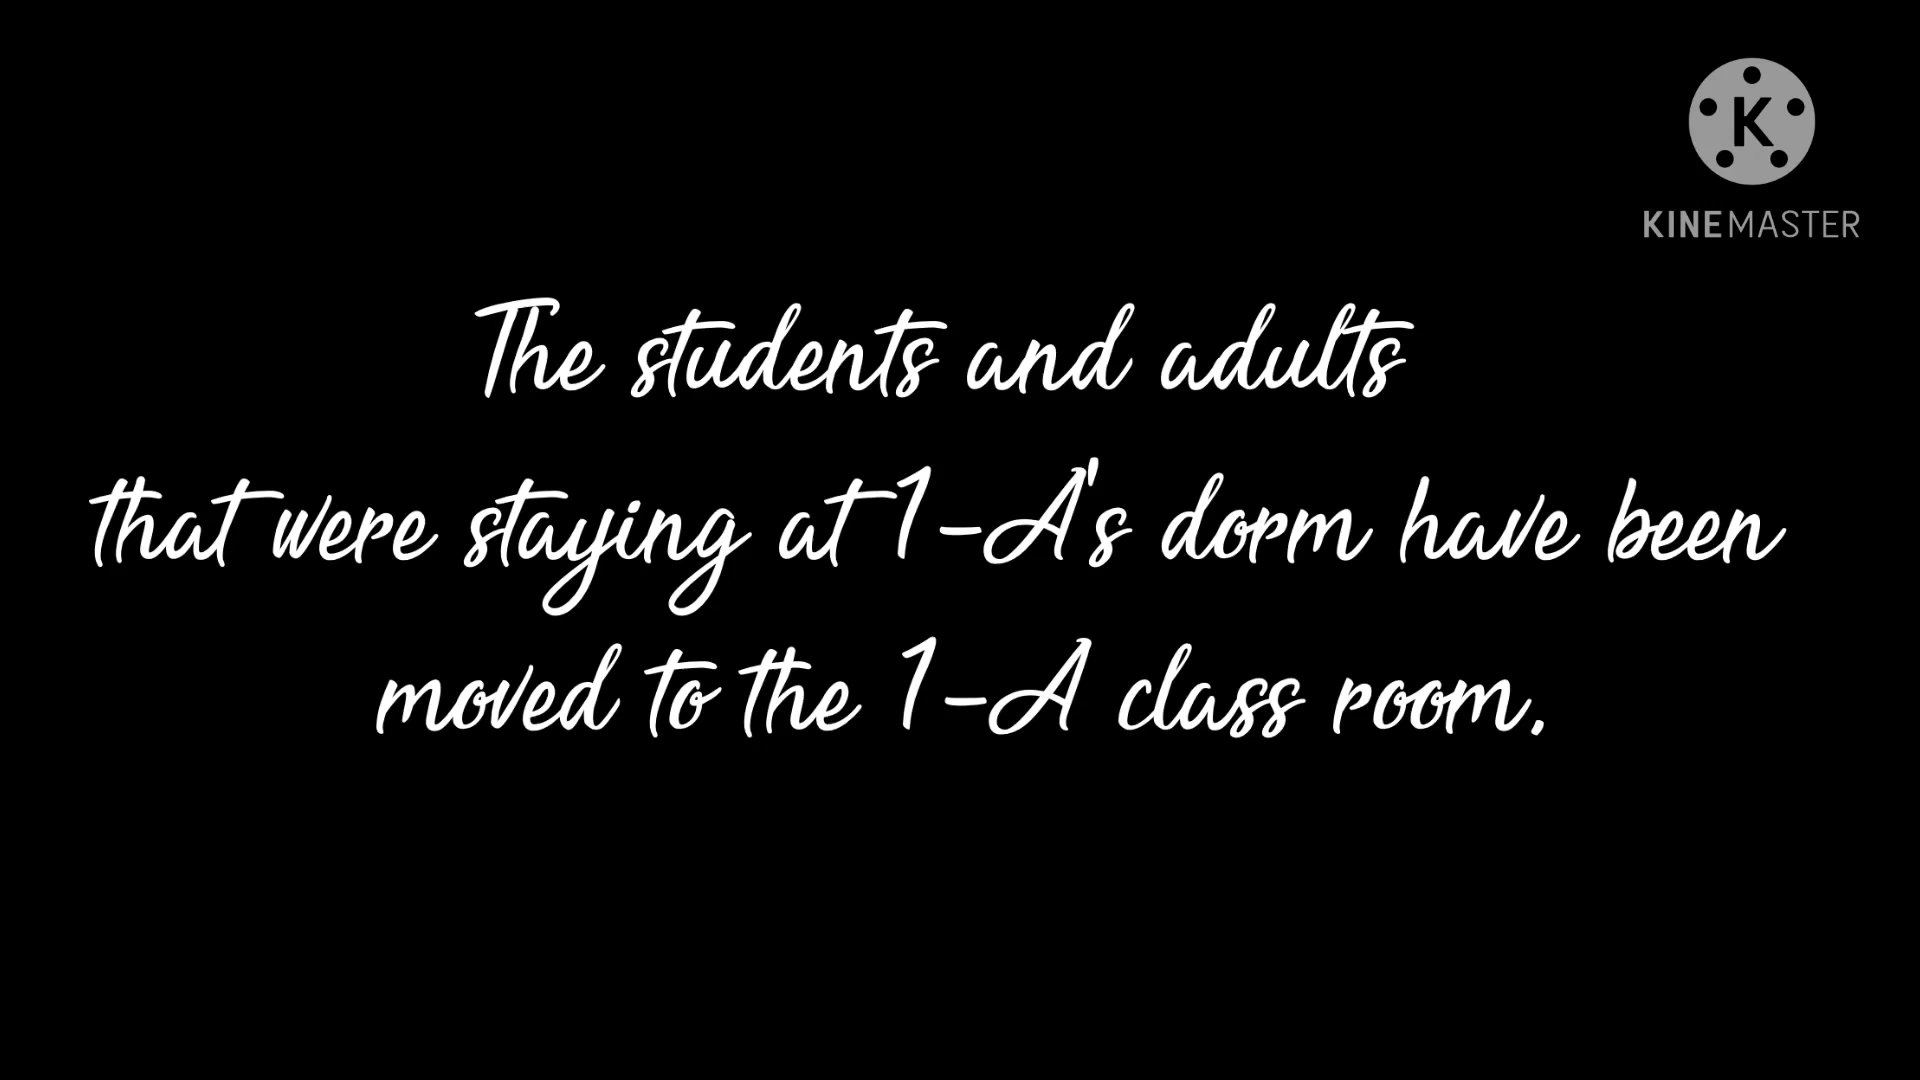 K
KINEMASTER
The students and adults
that were staying at 1-A's dorm have been
moved to the 1-A class room.